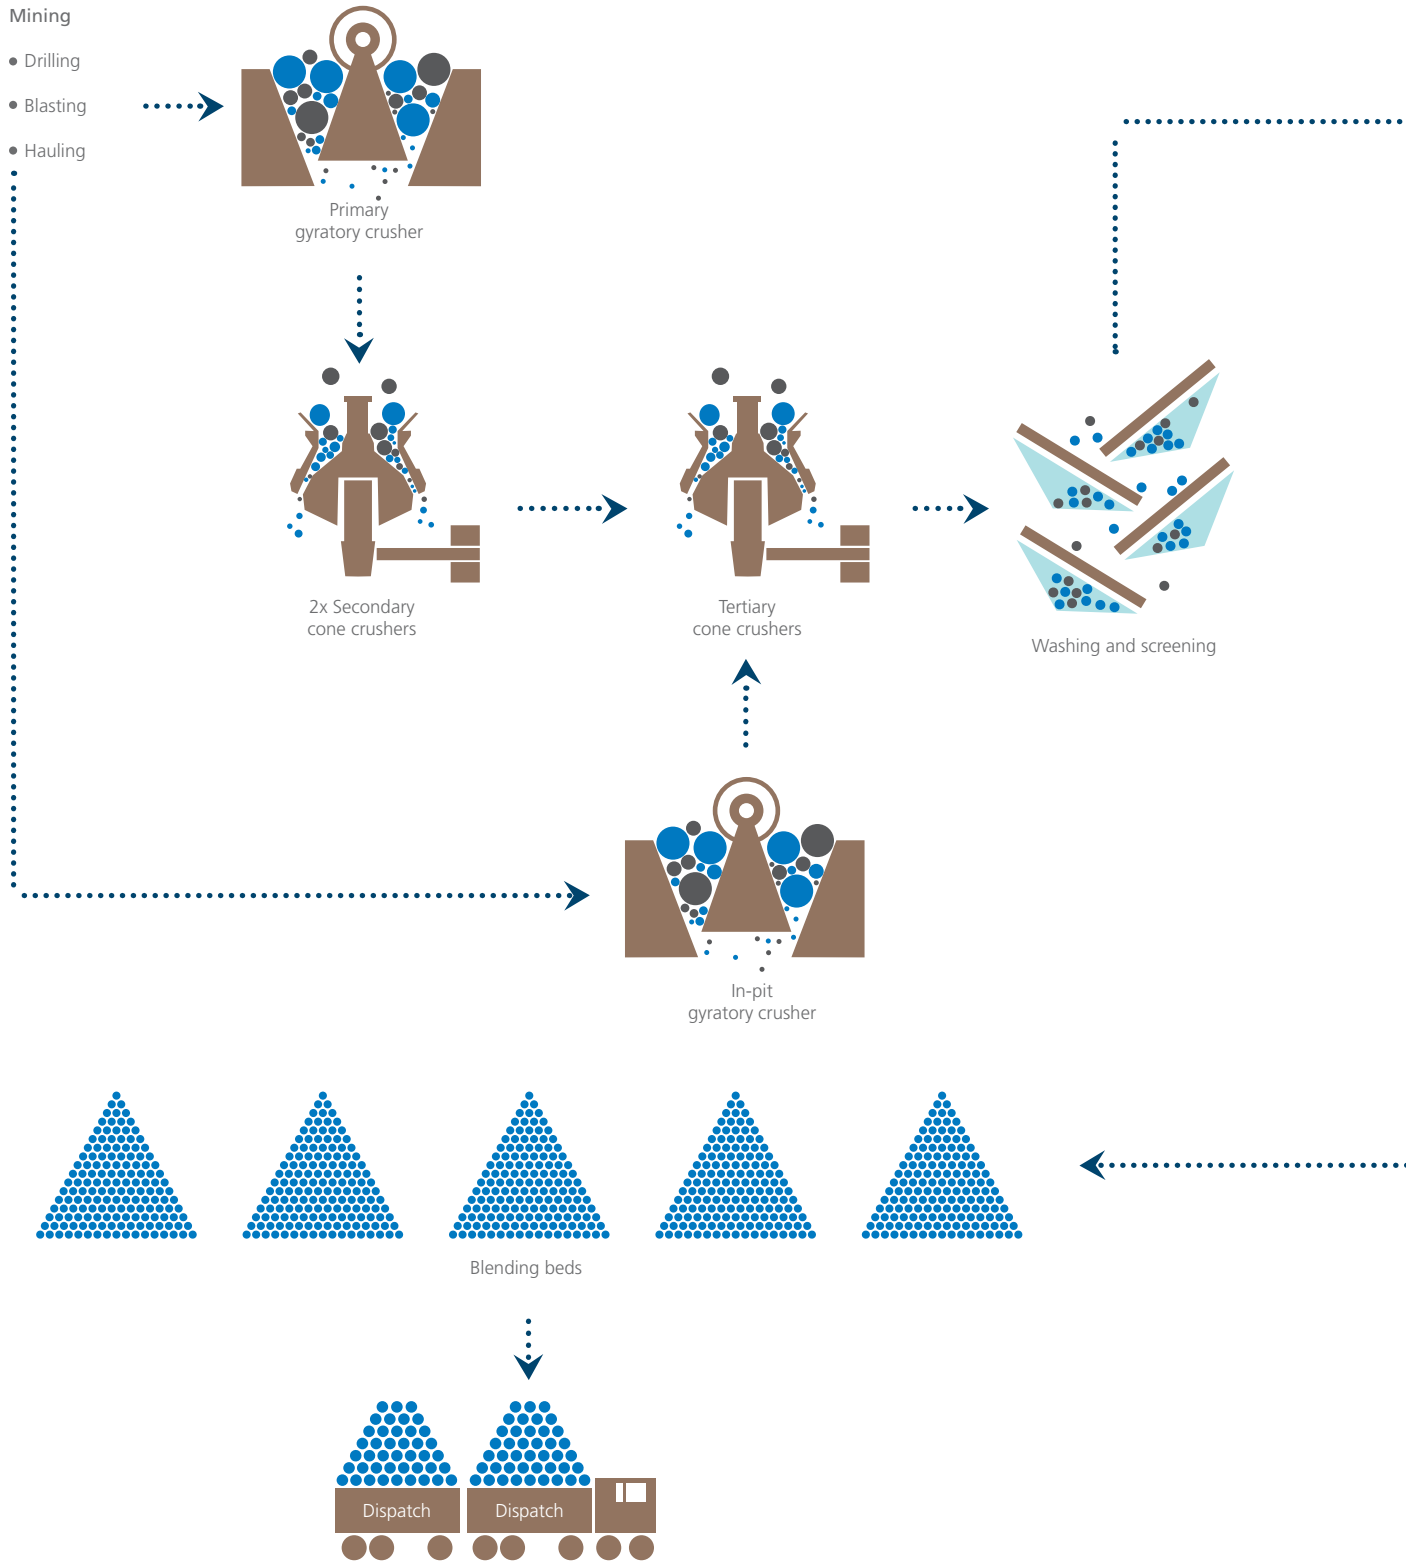 Mining
• Drilling
• Blasting
• Hauling
Primary
gyratory crusher
2x Secondary
cone crushers
Tertiary
cone crushers
Washing and screening
In-pit
gyratory crusher
Blending beds
Dispatch
Dispatch